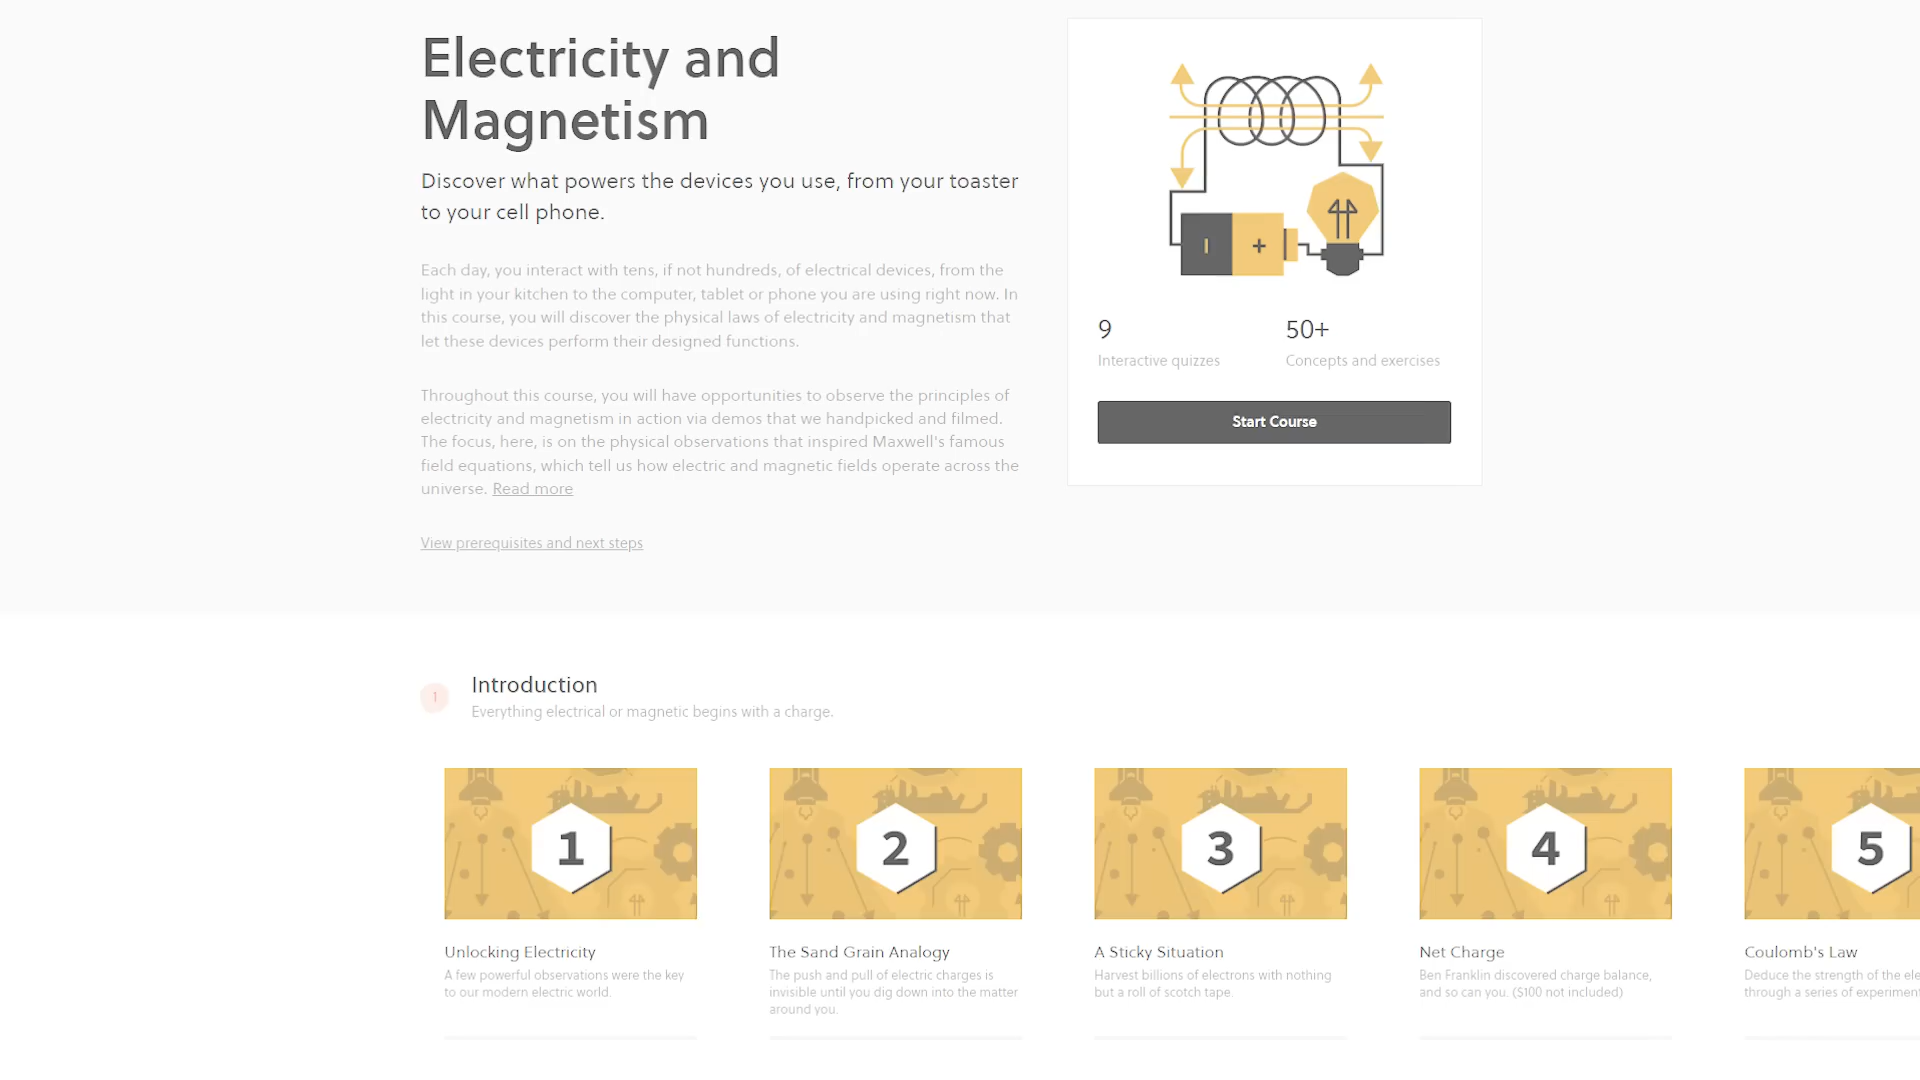 Electricity and
Magnetism
Discover what powers the devices you use, from your toaster
to your cell phone.
Each day, you interact with tens, if not hundreds, of electrical devices, from the
light in your kitchen to the computer, tablet or phone you are using right now. In
this course, you will discover the physical laws of electricity and magnetism that
let these devices perform their designed functions.
Throughout this course, you will have opportunities to observe the principles of
electricity and magnetism in action via demos that we handpicked and filmed.
The focus, here, is on the physical observations that inspired Maxwell's famous
field equations, which tell us how electric and magnetic fields operate across the
universe. Read more
View prerequisites and next steps
+
9
Interactive quizzes
50+
Concepts and exercises
Start Course
1
Introduction
Everything electrical or magnetic begins with a charge.
1
Unlocking Electricity
A few powerful observations were the key
to our modern electric world.
2
The Sand Grain Analogy
The push and pull of electric charges is
invisible until you dig down into the matter
around you.
3
A Sticky Situation
Harvest billions of electrons with nothing
but a roll of scotch tape.
4
Net Charge
Ben Franklin discovered charge balance,
and so can you. ($100 not included)
5
Coulomb's Law
Deduce the strength of the ele
through a series of experiment